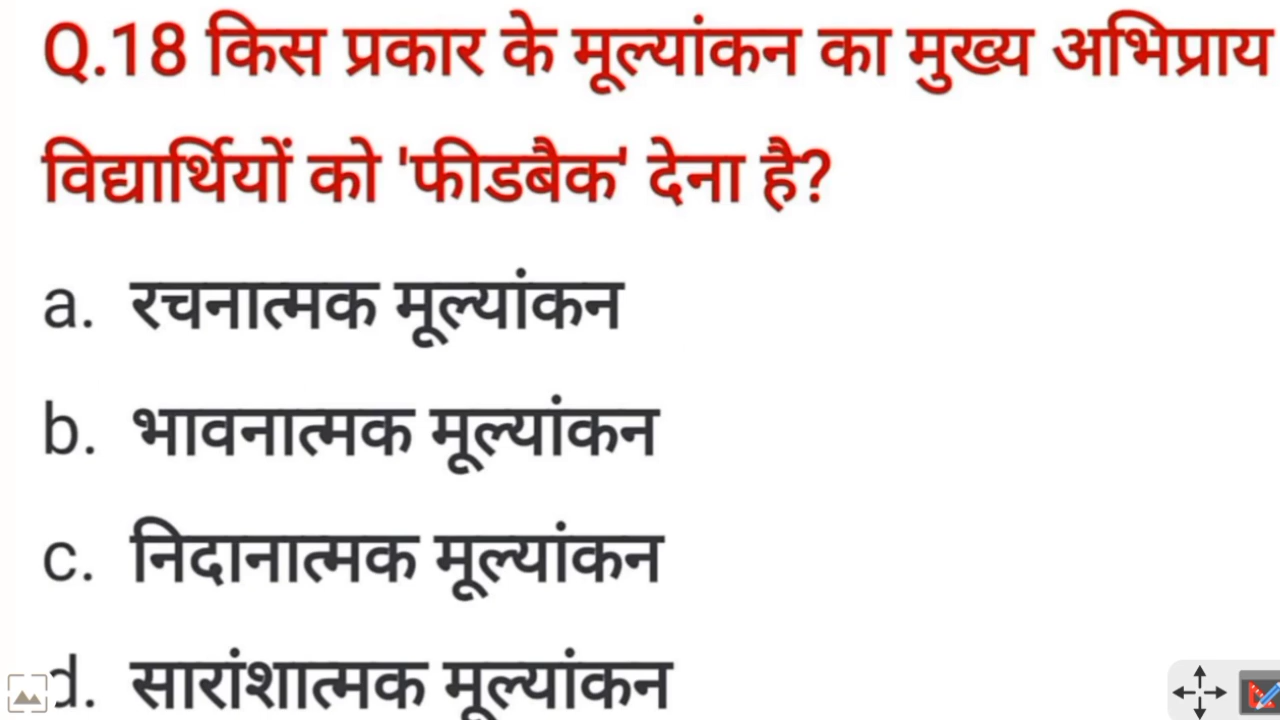 Q.18 किस प्रकार के मूल्यांकन का मुख्य अभिप्राय
विद्यार्थियों को 'फीडबैक' देना है?
a. रचनात्मक मूल्यांकन
b. भावनात्मक मूल्यांकन
c. निदानात्मक मूल्यांकन
d. सारांशात्मक मूल्यांकन